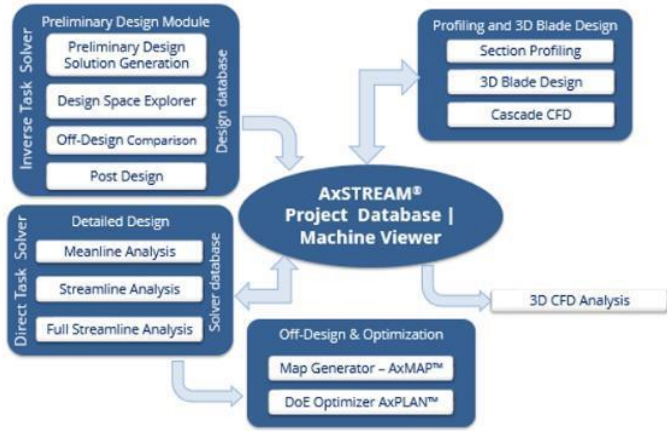 Preliminary Design Module
Inverse Task Solver
Preliminary Design
Solution Generation
Design Space Explorer
Off-Design Comparison
Post Design
Design database
Profiling and 3D Blade Design
Section Profiling
3D Blade Design
Cascade CFD
AxSTREAM®
Project Database |
Machine Viewer
Detailed Design
Direct Task Solver
Meanline Analysis
Streamline Analysis
Full Streamline Analysis
Solver database
3D CFD Analysis
Off-Design & Optimization
Map Generator – AxMAP™
DoE Optimizer AxPLAN™